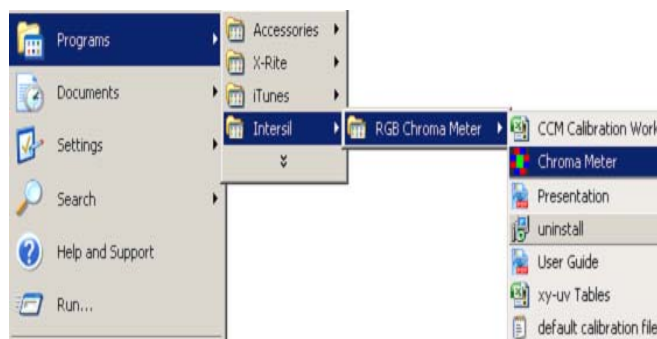 Programs
Documents
Settings
Search
Help and Support
Run...
Accessories
X-Rite
iTunes
Intersil
RGB Chroma Meter
CCM Calibration Work
Chroma Meter
Presentation
uninstall
User Guide
xy-uv Tables
default calibration file